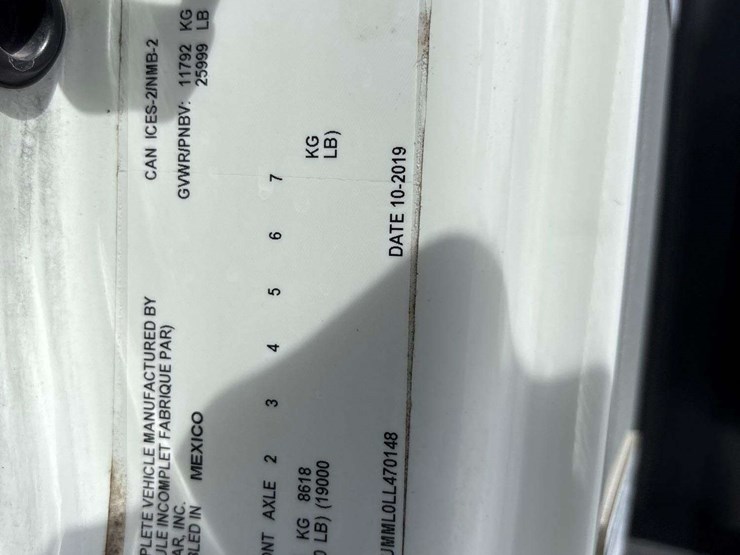 PLETE VEHICLE MANUFACTURED BY
ULE INCOMPLET FABRIQUE PAR)
AR, INC.
BLED IN MEXICO
CAN ICES-2/NMB-2
GVWR/PNBV: 11792 KG
25999 LB
NT AXLE 2 3 4 5 6 7
KG 8618 KG
LB) (19000 LB)
UMML0LL470148 DATE 10-2019